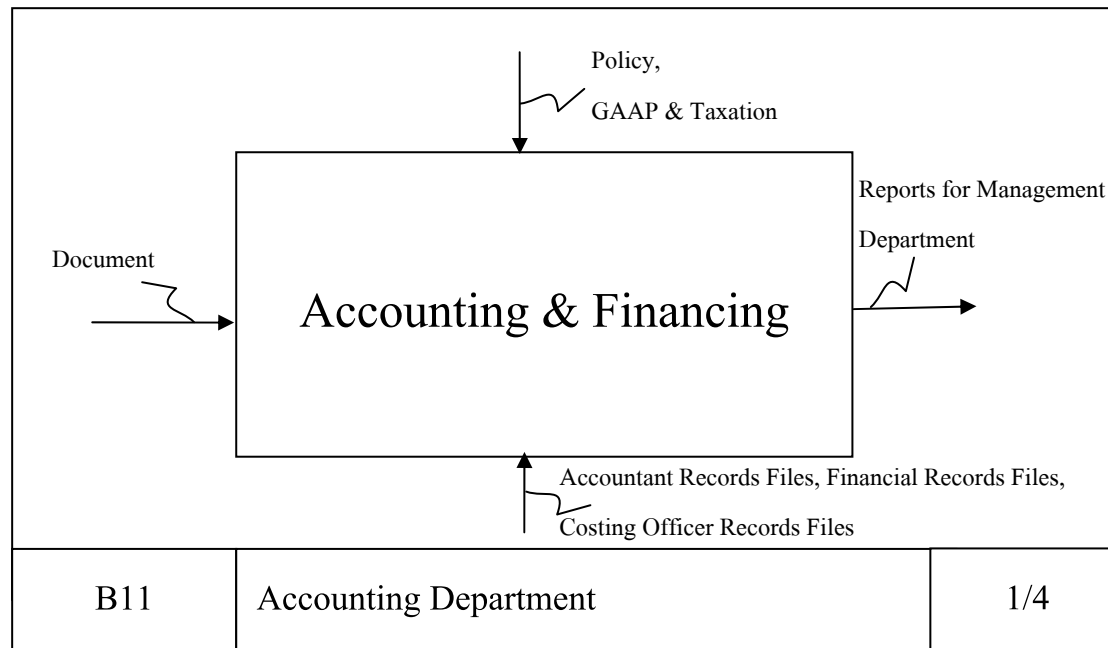 Policy,
GAAP & Taxation
Reports for Management
Department
Document
Accounting & Financing
Accountant Records Files, Financial Records Files,
Costing Officer Records Files
B11
Accounting Department
1/4